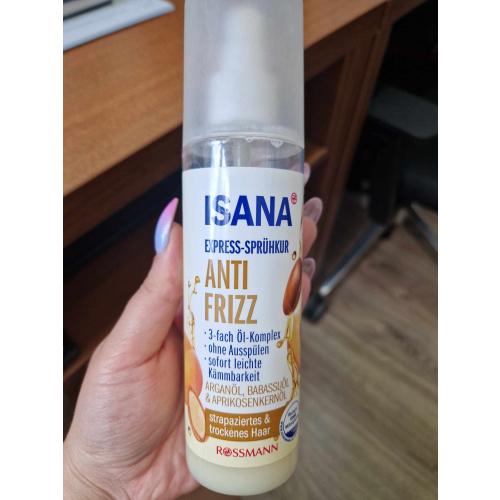 ISANA
EXPRESS-SPRÜHKUR
ANTI
FRIZZ
· 3-fach Öl-Komplex
· ohne Ausspülen
· sofort leichte
Kämmbarkeit
ARGANÖL, BABASSUÖL
& APRIKOSENKERNÖL
strapaziertes &
trockenes Haar
ROSSMANN